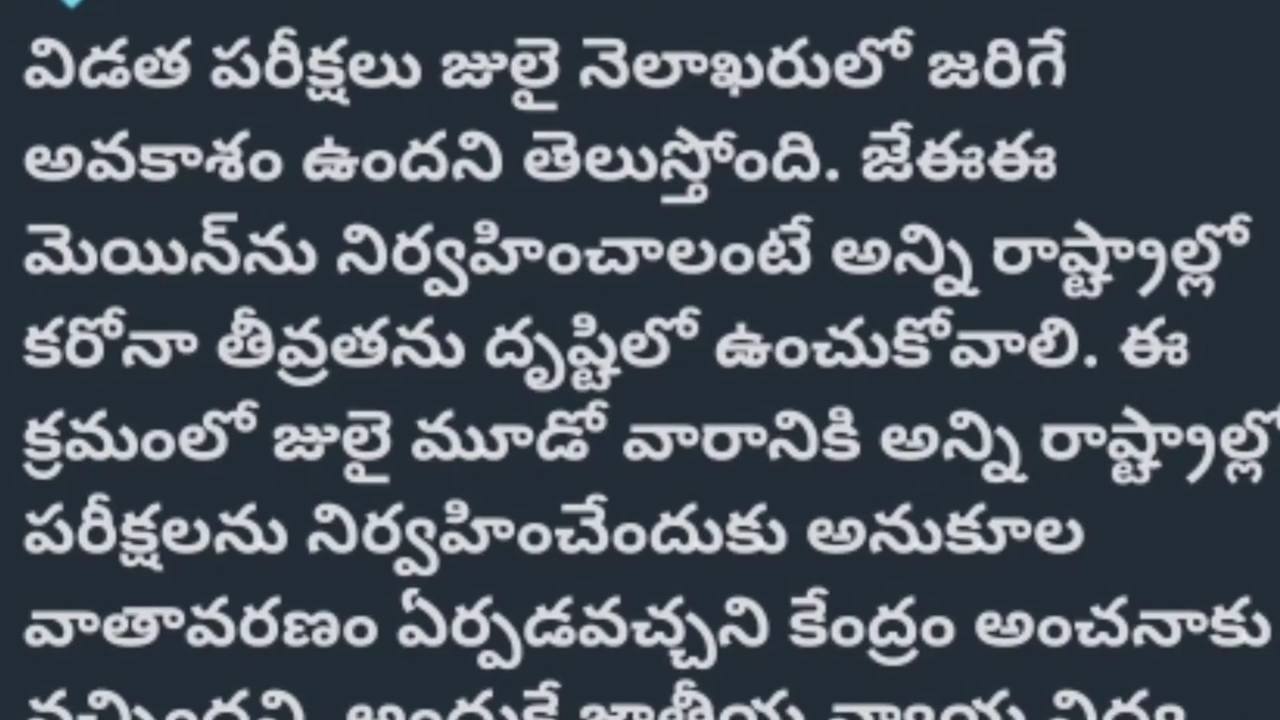 విడత పరీక్షలు జులై నెలాఖరులో జరిగే
అవకాశం ఉందని తెలుస్తోంది. జేఈఈ
మెయిన్‌ను నిర్వహించాలంటే అన్ని రాష్ట్రాల్లో
కరోనా తీవ్రతను దృష్టిలో ఉంచుకోవాలి. ఈ
క్రమంలో జులై మూడో వారానికి అన్ని రాష్ట్రాల్లో
పరీక్షలను నిర్వహించేందుకు అనుకూల
వాతావరణం ఏర్పడవచ్చని కేంద్రం అంచనాకు